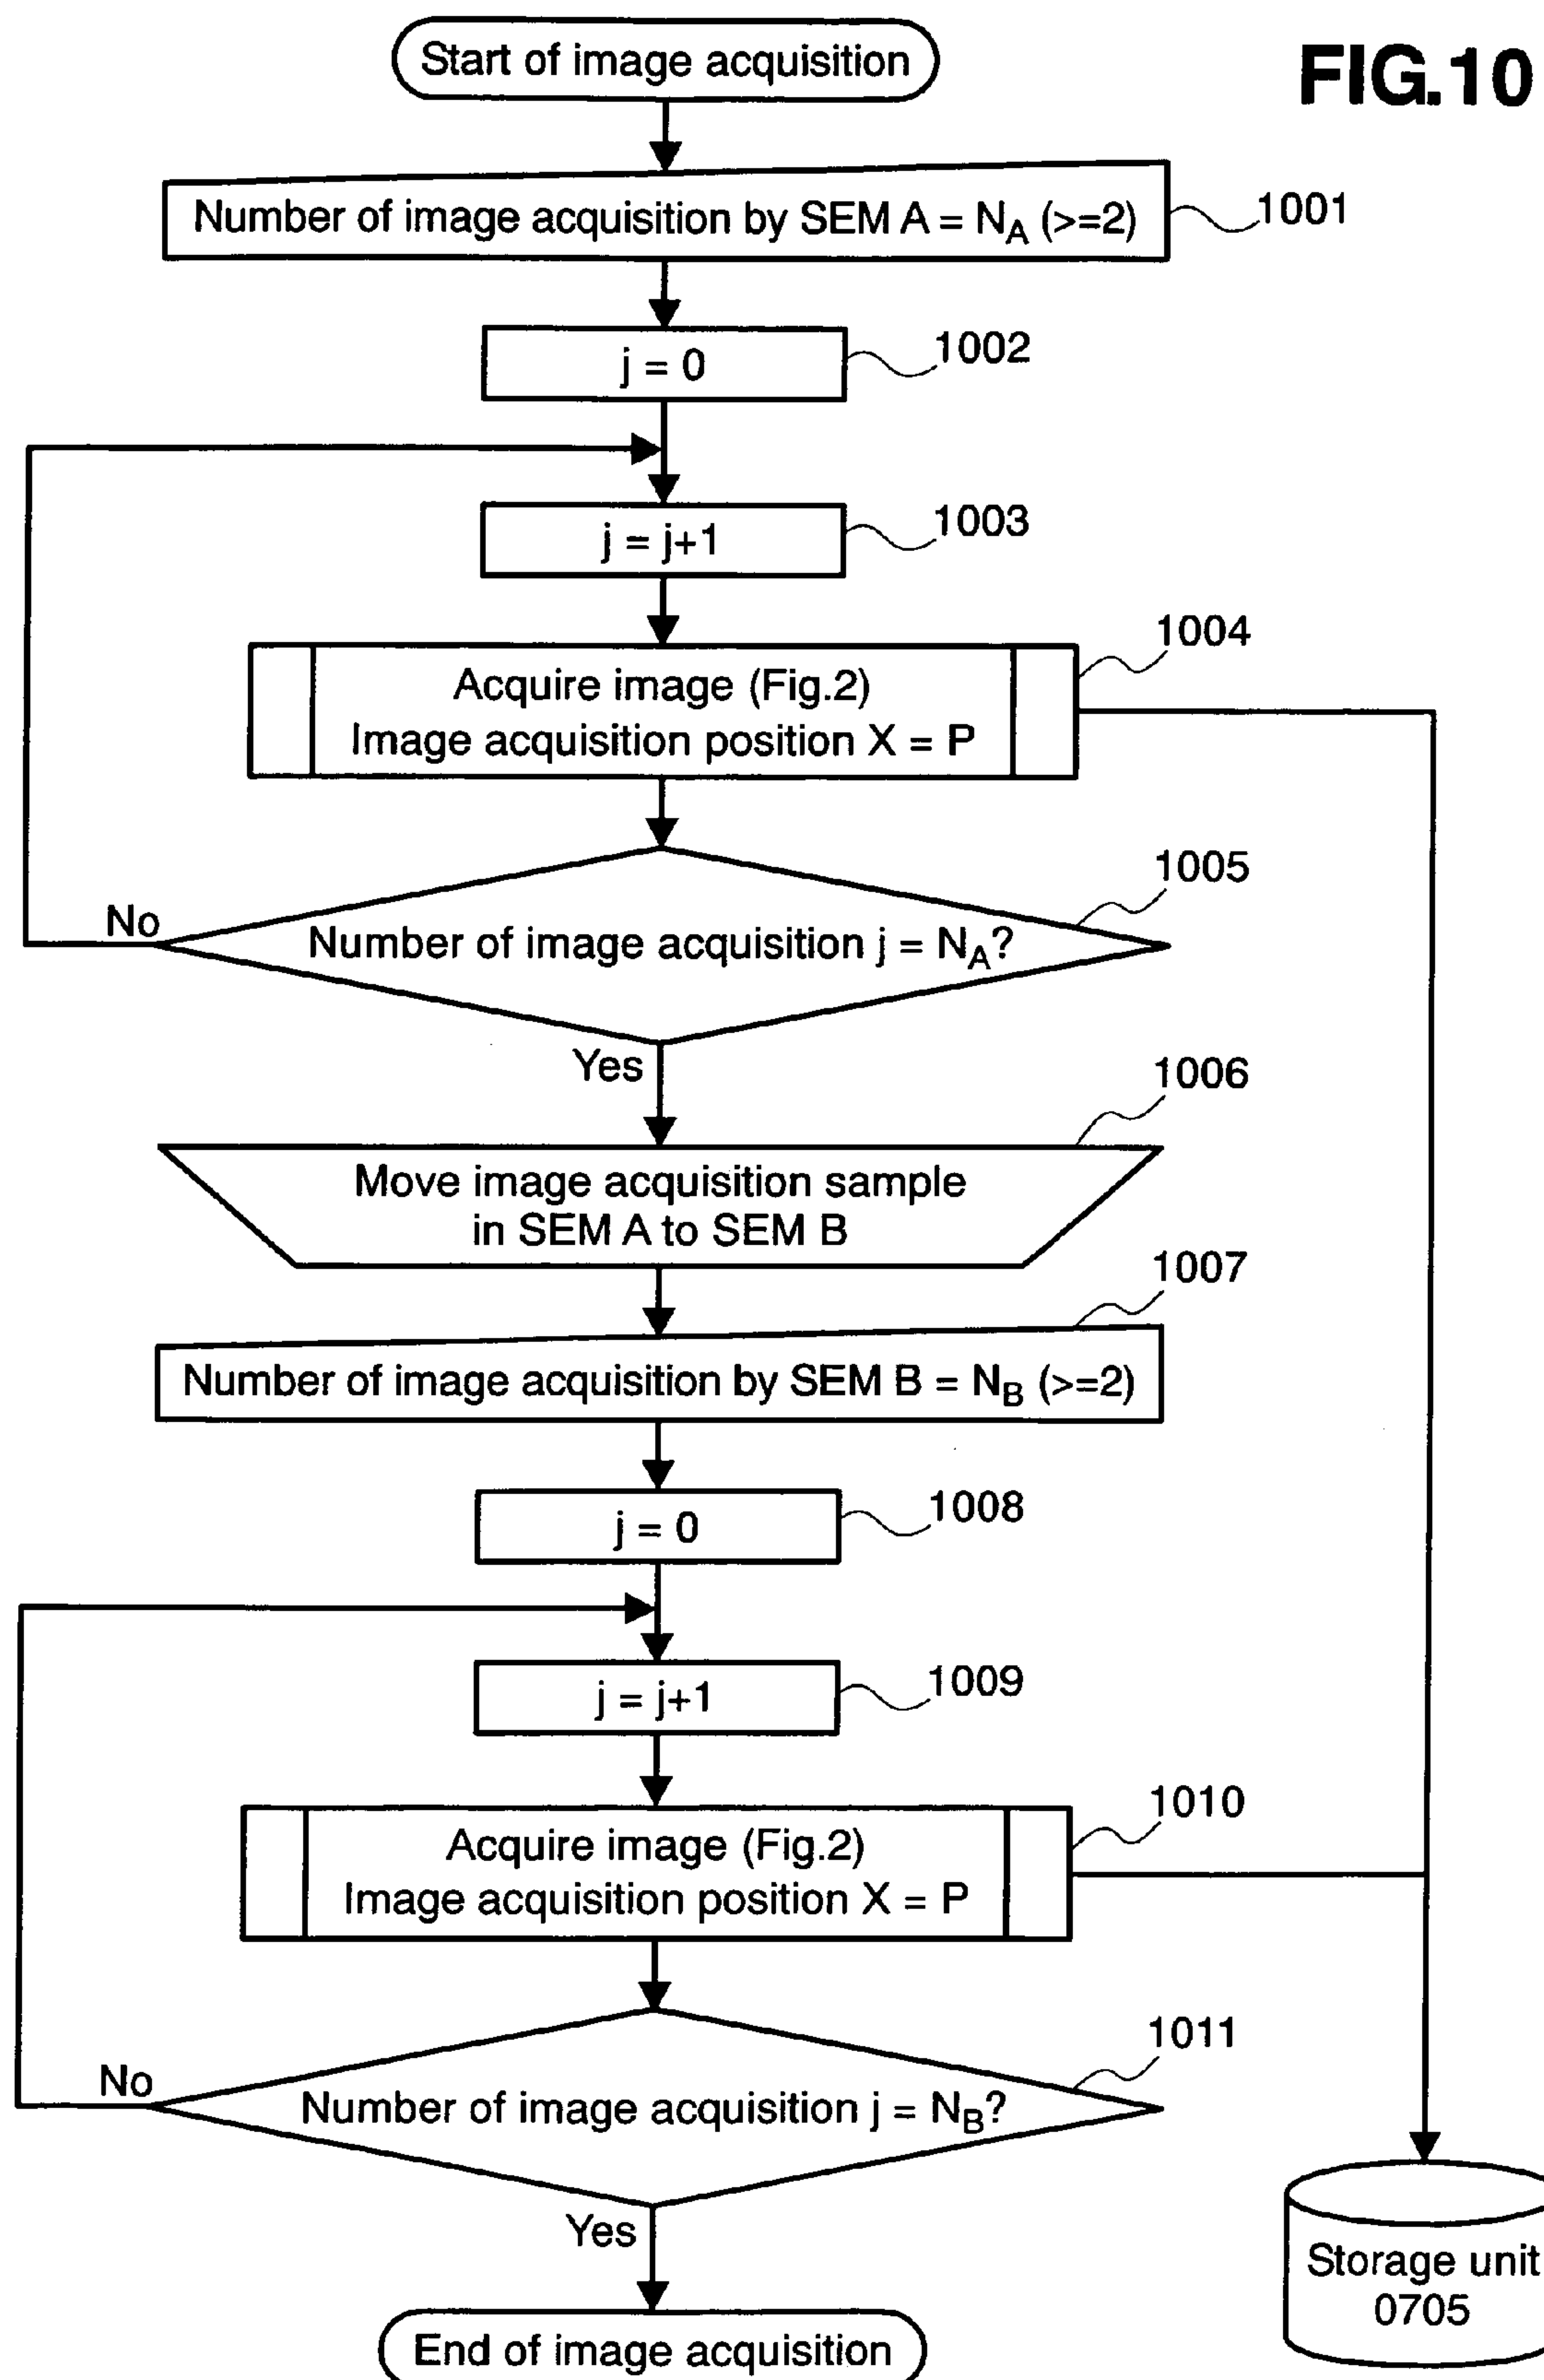 FIG.10
Start of image acquisition
Number of image acquisition by SEM A = N_A (>=2)
1001
j = 0
1002
j = j+1
1003
Acquire image (Fig.2)
Image acquisition position X = P
1004
Number of image acquisition j = N_A?
1005
No
Yes
Move image acquisition sample
in SEM A to SEM B
1006
Number of image acquisition by SEM B = N_B (>=2)
1007
j = 0
1008
j = j+1
1009
Acquire image (Fig.2)
Image acquisition position X = P
1010
Number of image acquisition j = N_B?
1011
No
Yes
Storage unit
0705
End of image acquisition